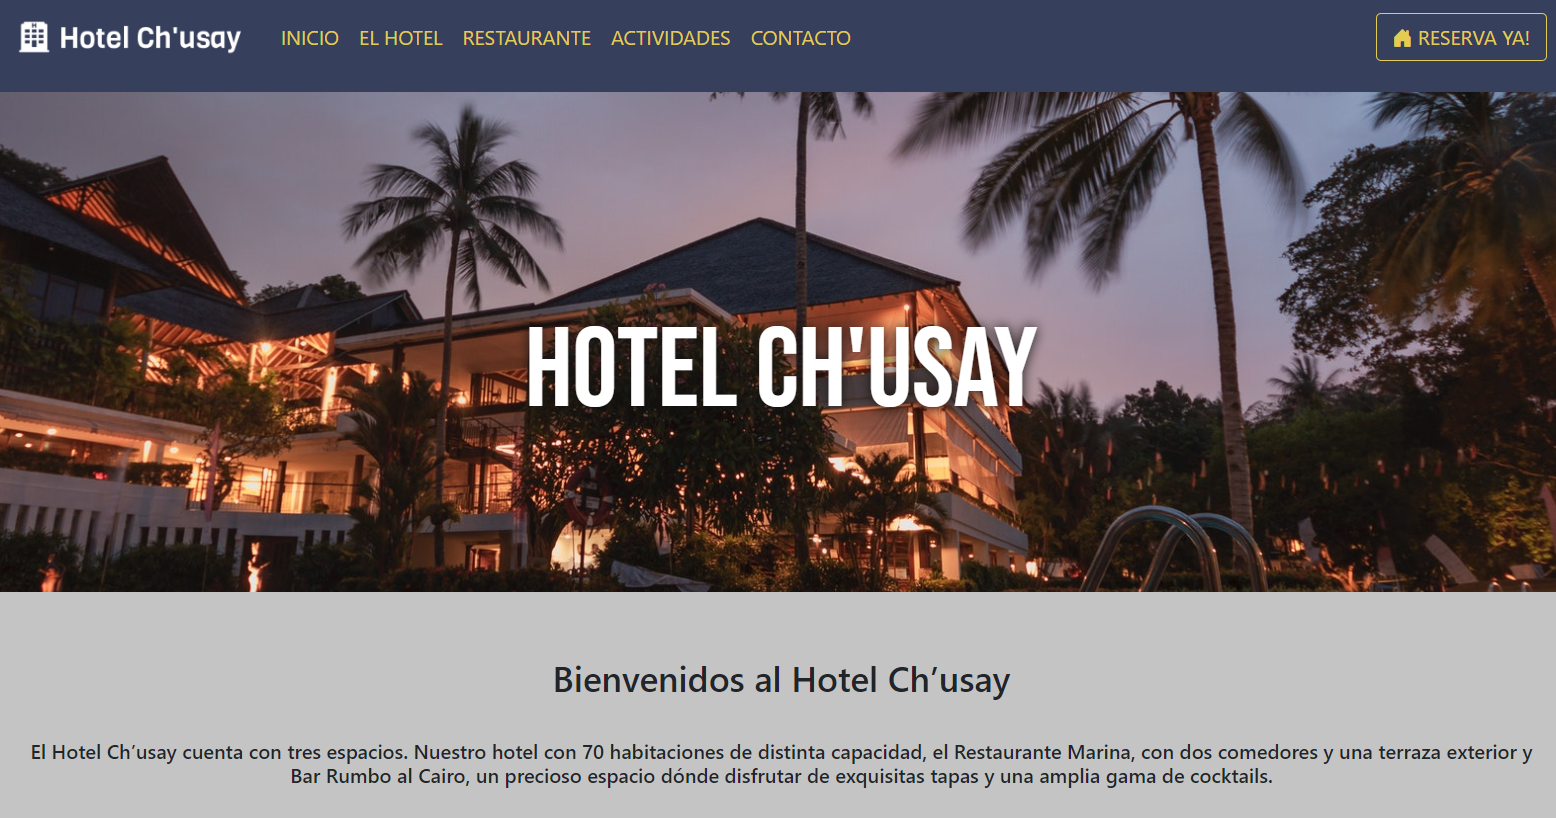 Hotel Ch'usay
INICIO
EL HOTEL
RESTAURANTE
ACTIVIDADES
CONTACTO
RESERVA YA!
HOTEL CH'USAY
Bienvenidos al Hotel Ch’usay
El Hotel Ch’usay cuenta con tres espacios. Nuestro hotel con 70 habitaciones de distinta capacidad, el Restaurante Marina, con dos comedores y una terraza exterior y
Bar Rumbo al Cairo, un precioso espacio dónde disfrutar de exquisitas tapas y una amplia gama de cocktails.